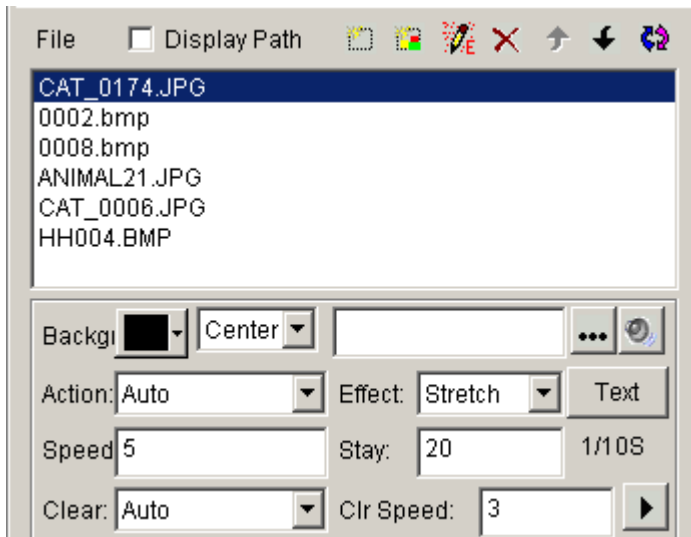 File Display Path E
CAT_0174.JPG
0002.bmp
0008.bmp
ANIMAL21.JPG
CAT_0006.JPG
HH004.BMP
Backgr Center ...
Action: Auto Effect: Stretch Text
Speed 5 Stay: 20 1/10S
Clear: Auto Clr Speed: 3